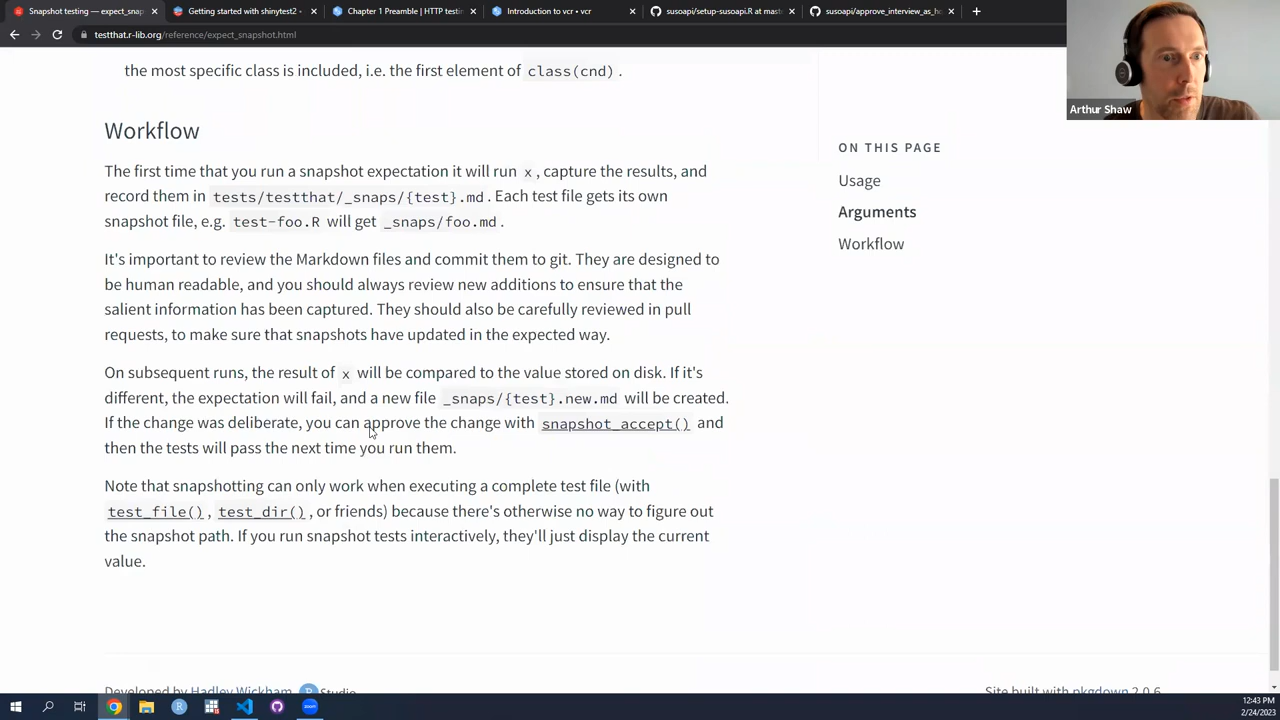 Snapshot testing — expect_snap
Getting started with shinytest2 •
Chapter 1 Preamble | HTTP testi
Introduction to vcr • vcr
susoapi/setup-susoapi.R at mast
susoapi/approve_interview_as_h
testthat.r-lib.org/reference/expect_snapshot.html
Arthur Shaw
the most specific class is included, i.e. the first element of class(cnd) .
Workflow
The first time that you run a snapshot expectation it will run x , capture the results, and
record them in tests/testthat/_snaps/{test}.md . Each test file gets its own
snapshot file, e.g. test-foo.R will get _snaps/foo.md .
It's important to review the Markdown files and commit them to git. They are designed to
be human readable, and you should always review new additions to ensure that the
salient information has been captured. They should also be carefully reviewed in pull
requests, to make sure that snapshots have updated in the expected way.
On subsequent runs, the result of x will be compared to the value stored on disk. If it's
different, the expectation will fail, and a new file _snaps/{test}.new.md will be created.
If the change was deliberate, you can approve the change with snapshot_accept() and
then the tests will pass the next time you run them.
Note that snapshotting can only work when executing a complete test file (with
test_file() , test_dir() , or friends) because there's otherwise no way to figure out
the snapshot path. If you run snapshot tests interactively, they'll just display the current
value.
ON THIS PAGE
Usage
Arguments
Workflow
Developed by Hadley Wickham, R Studio.
Site built with pkgdown 2.0.6.
12:43 PM
2/24/2023